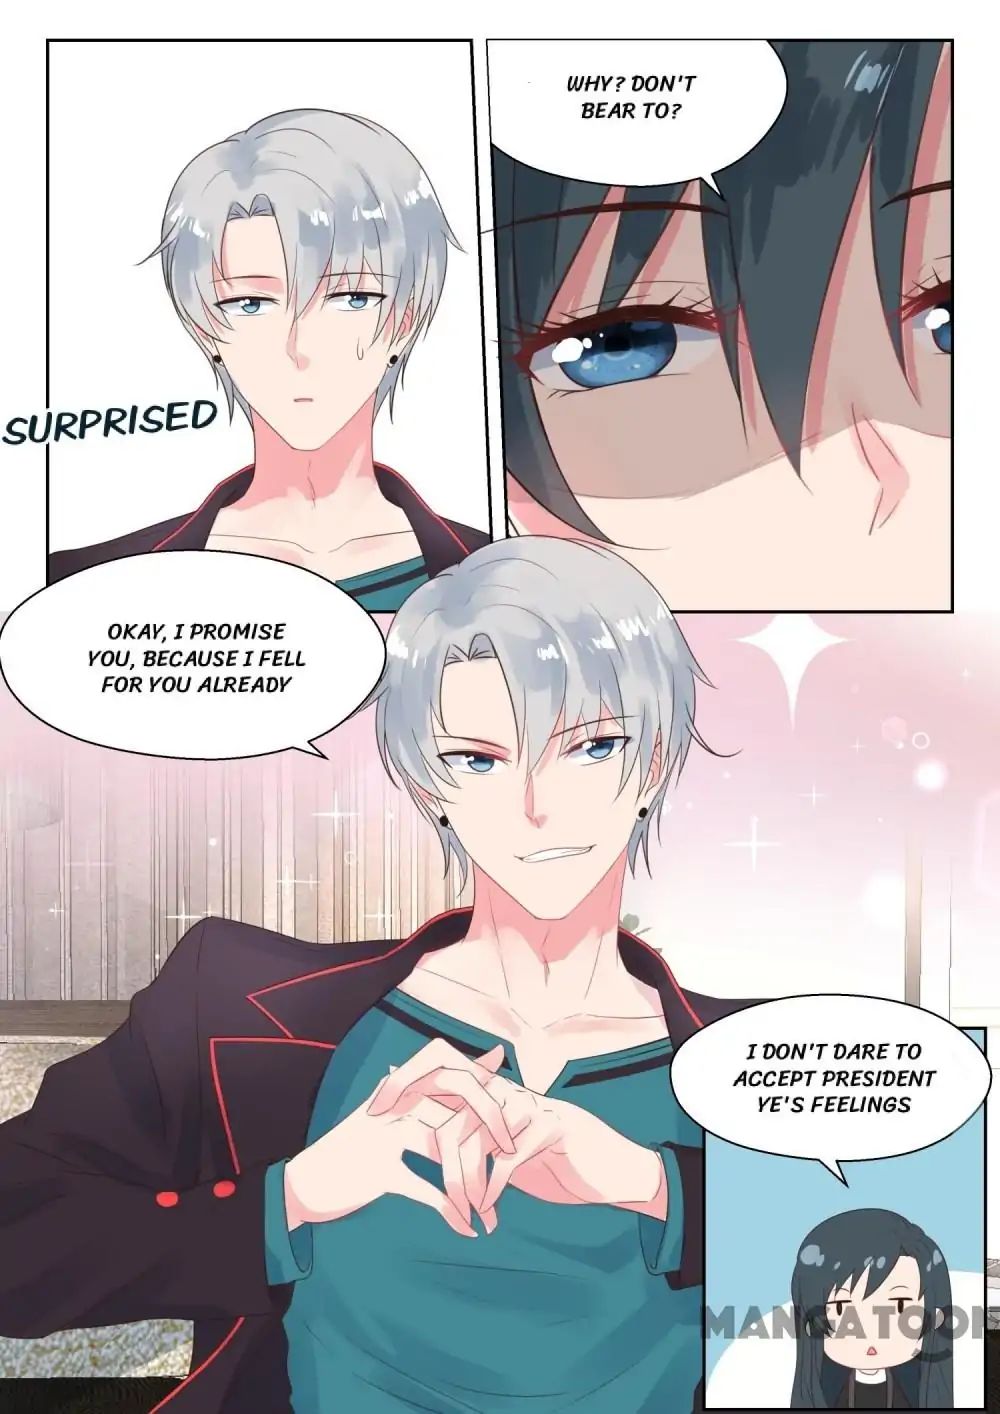 WHY? DON'T
BEAR TO?
SURPRISED
OKAY, I PROMISE
YOU, BECAUSE I FELL
FOR YOU ALREADY
I DON'T DARE TO
ACCEPT PRESIDENT
YE'S FEELINGS
MANGATOON